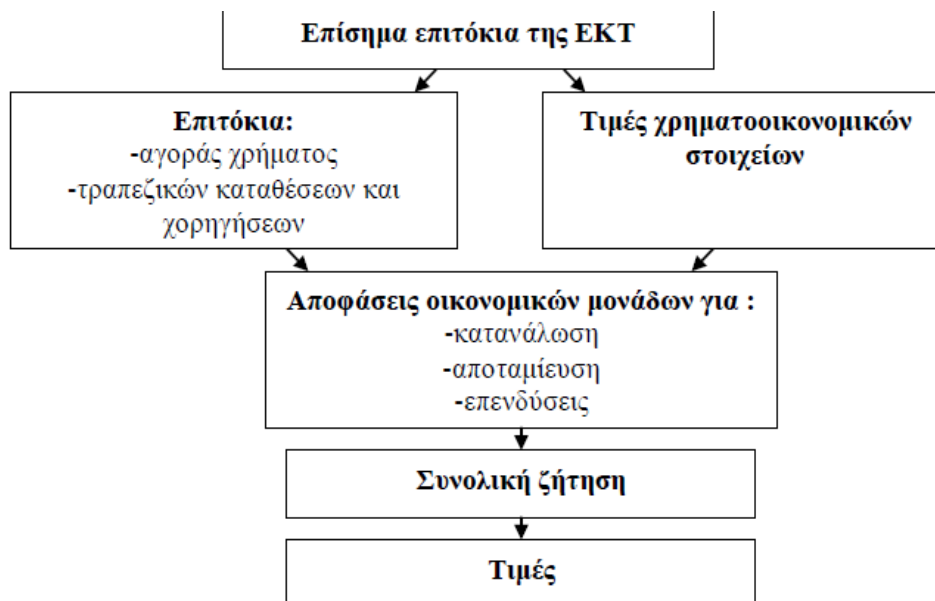 Επίσημα επιτόκια της ΕΚΤ
Επιτόκια:
-αγοράς χρήματος
-τραπεζικών καταθέσεων και
χορηγήσεων
Τιμές χρηματοοικονομικών
στοιχείων
Αποφάσεις οικονομικών μονάδων για :
-κατανάλωση
-αποταμίευση
-επενδύσεις
Συνολική ζήτηση
Τιμές